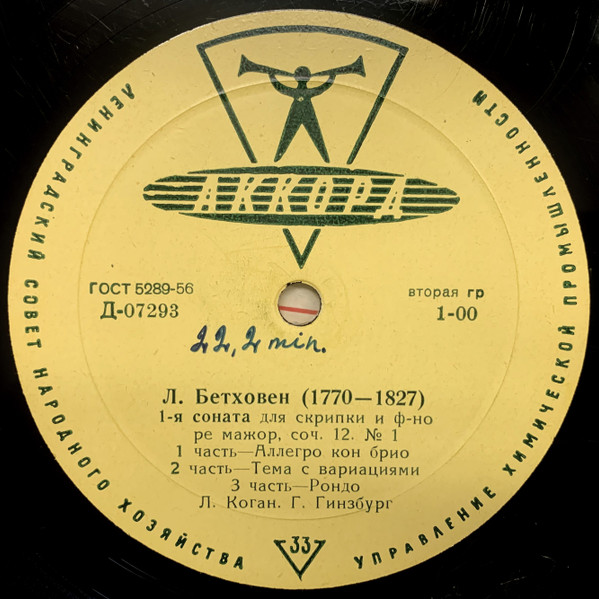 ЛЕНИНГРАДСКИЙ СОВЕТ НАРОДНОГО ХОЗЯЙСТВА
УПРАВЛЕНИЕ ХИМИЧЕСКОЙ ПРОМЫШЛЕННОСТИ
АККОРД
ГОСТ 5289-56
Д-07293
вторая гр
1-00
22,2 min.
Л. Бетховен (1770—1827)
1-я соната для скрипки и ф-но
ре мажор, соч. 12. № 1
1 часть—Аллегро кон брио
2 часть—Тема с вариациями
3 часть—Рондо
Л. Коган. Г. Гинзбург
33